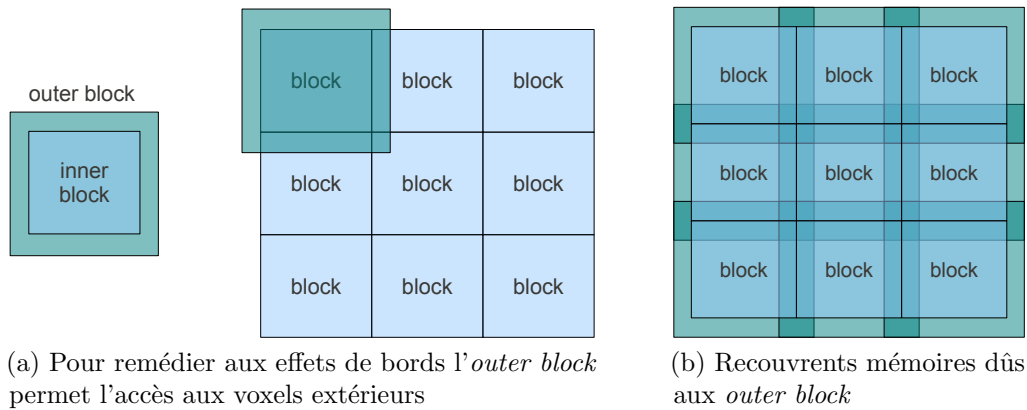 outer block
inner
block
block block block
block block block
block block block
block block block
block block block
block block block
(a) Pour remédier aux effets de bords l'outer block
permet l'accès aux voxels extérieurs
(b) Recouvrents mémoires dûs
aux outer block